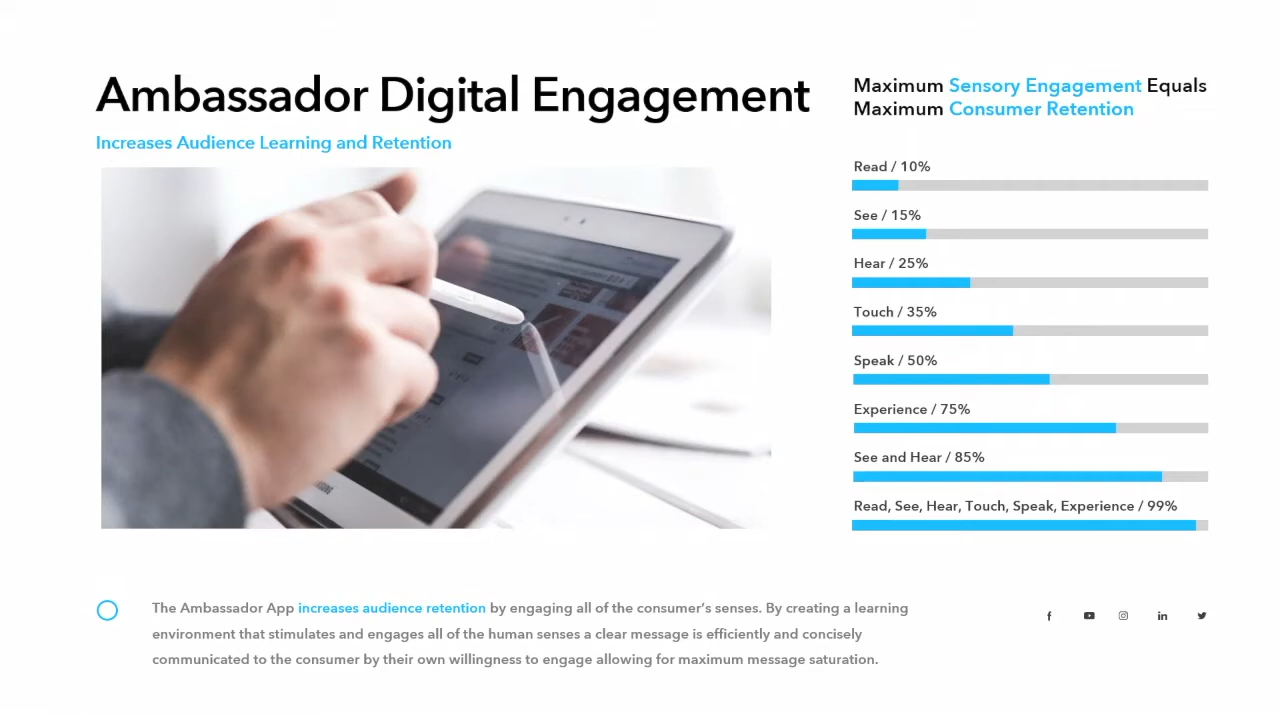 Ambassador Digital Engagement
Increases Audience Learning and Retention
Maximum Sensory Engagement Equals
Maximum Consumer Retention
Read / 10%
See / 15%
Hear / 25%
Touch / 35%
Speak / 50%
Experience / 75%
See and Hear / 85%
Read, See, Hear, Touch, Speak, Experience / 99%
The Ambassador App increases audience retention by engaging all of the consumer’s senses. By creating a learning
environment that stimulates and engages all of the human senses a clear message is efficiently and concisely
communicated to the consumer by their own willingness to engage allowing for maximum message saturation.